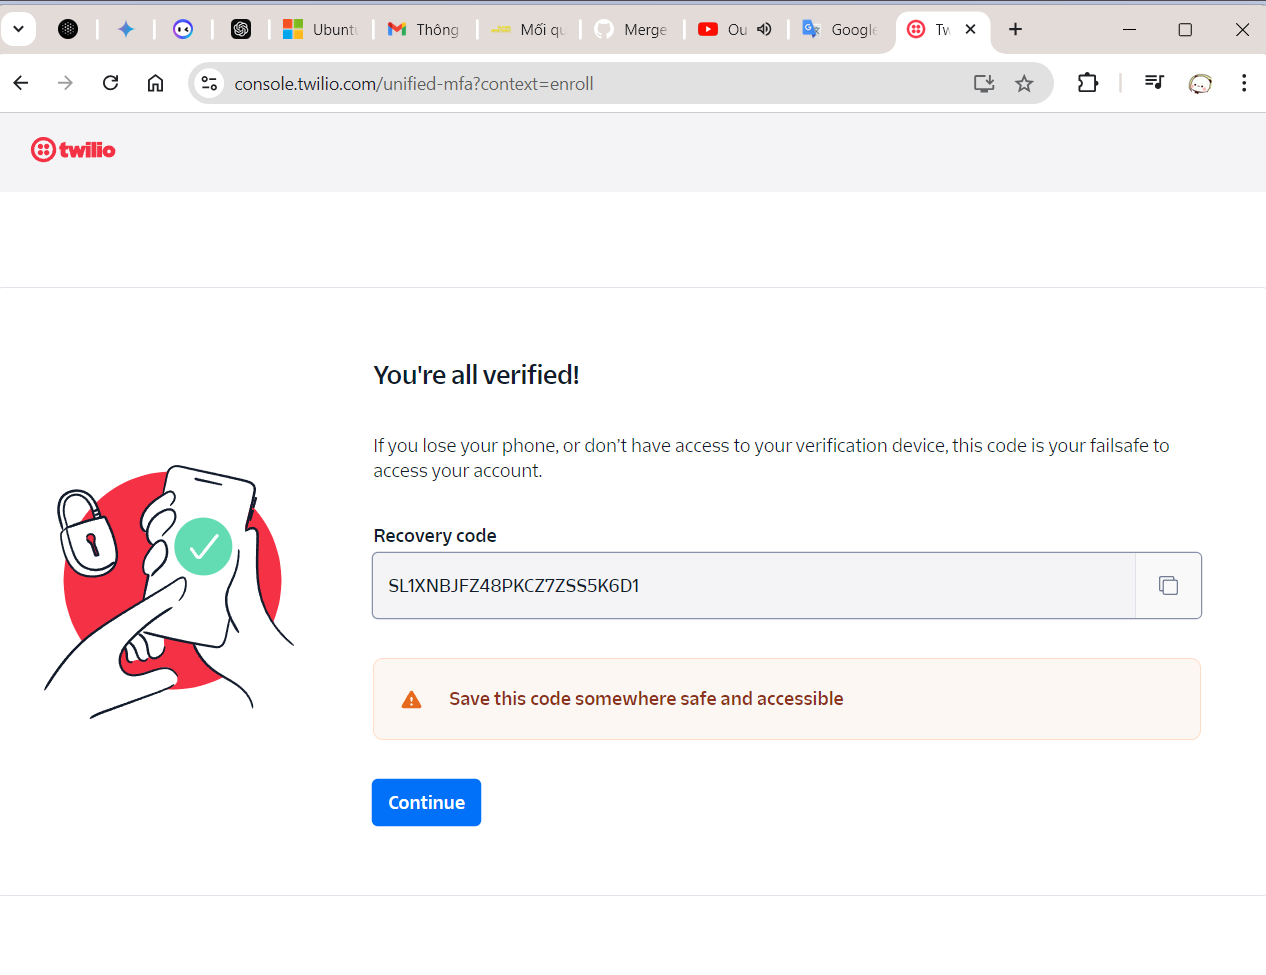 Ubuntu
Thông
Mối qu
Merge
Ou
Google
Tw
console.twilio.com/unified-mfa?context=enroll
twilio
You're all verified!
If you lose your phone, or don't have access to your verification device, this code is your failsafe to
access your account.
Recovery code
SL1XNBJFZ48PKCZ7ZSS5K6D1
Save this code somewhere safe and accessible
Continue